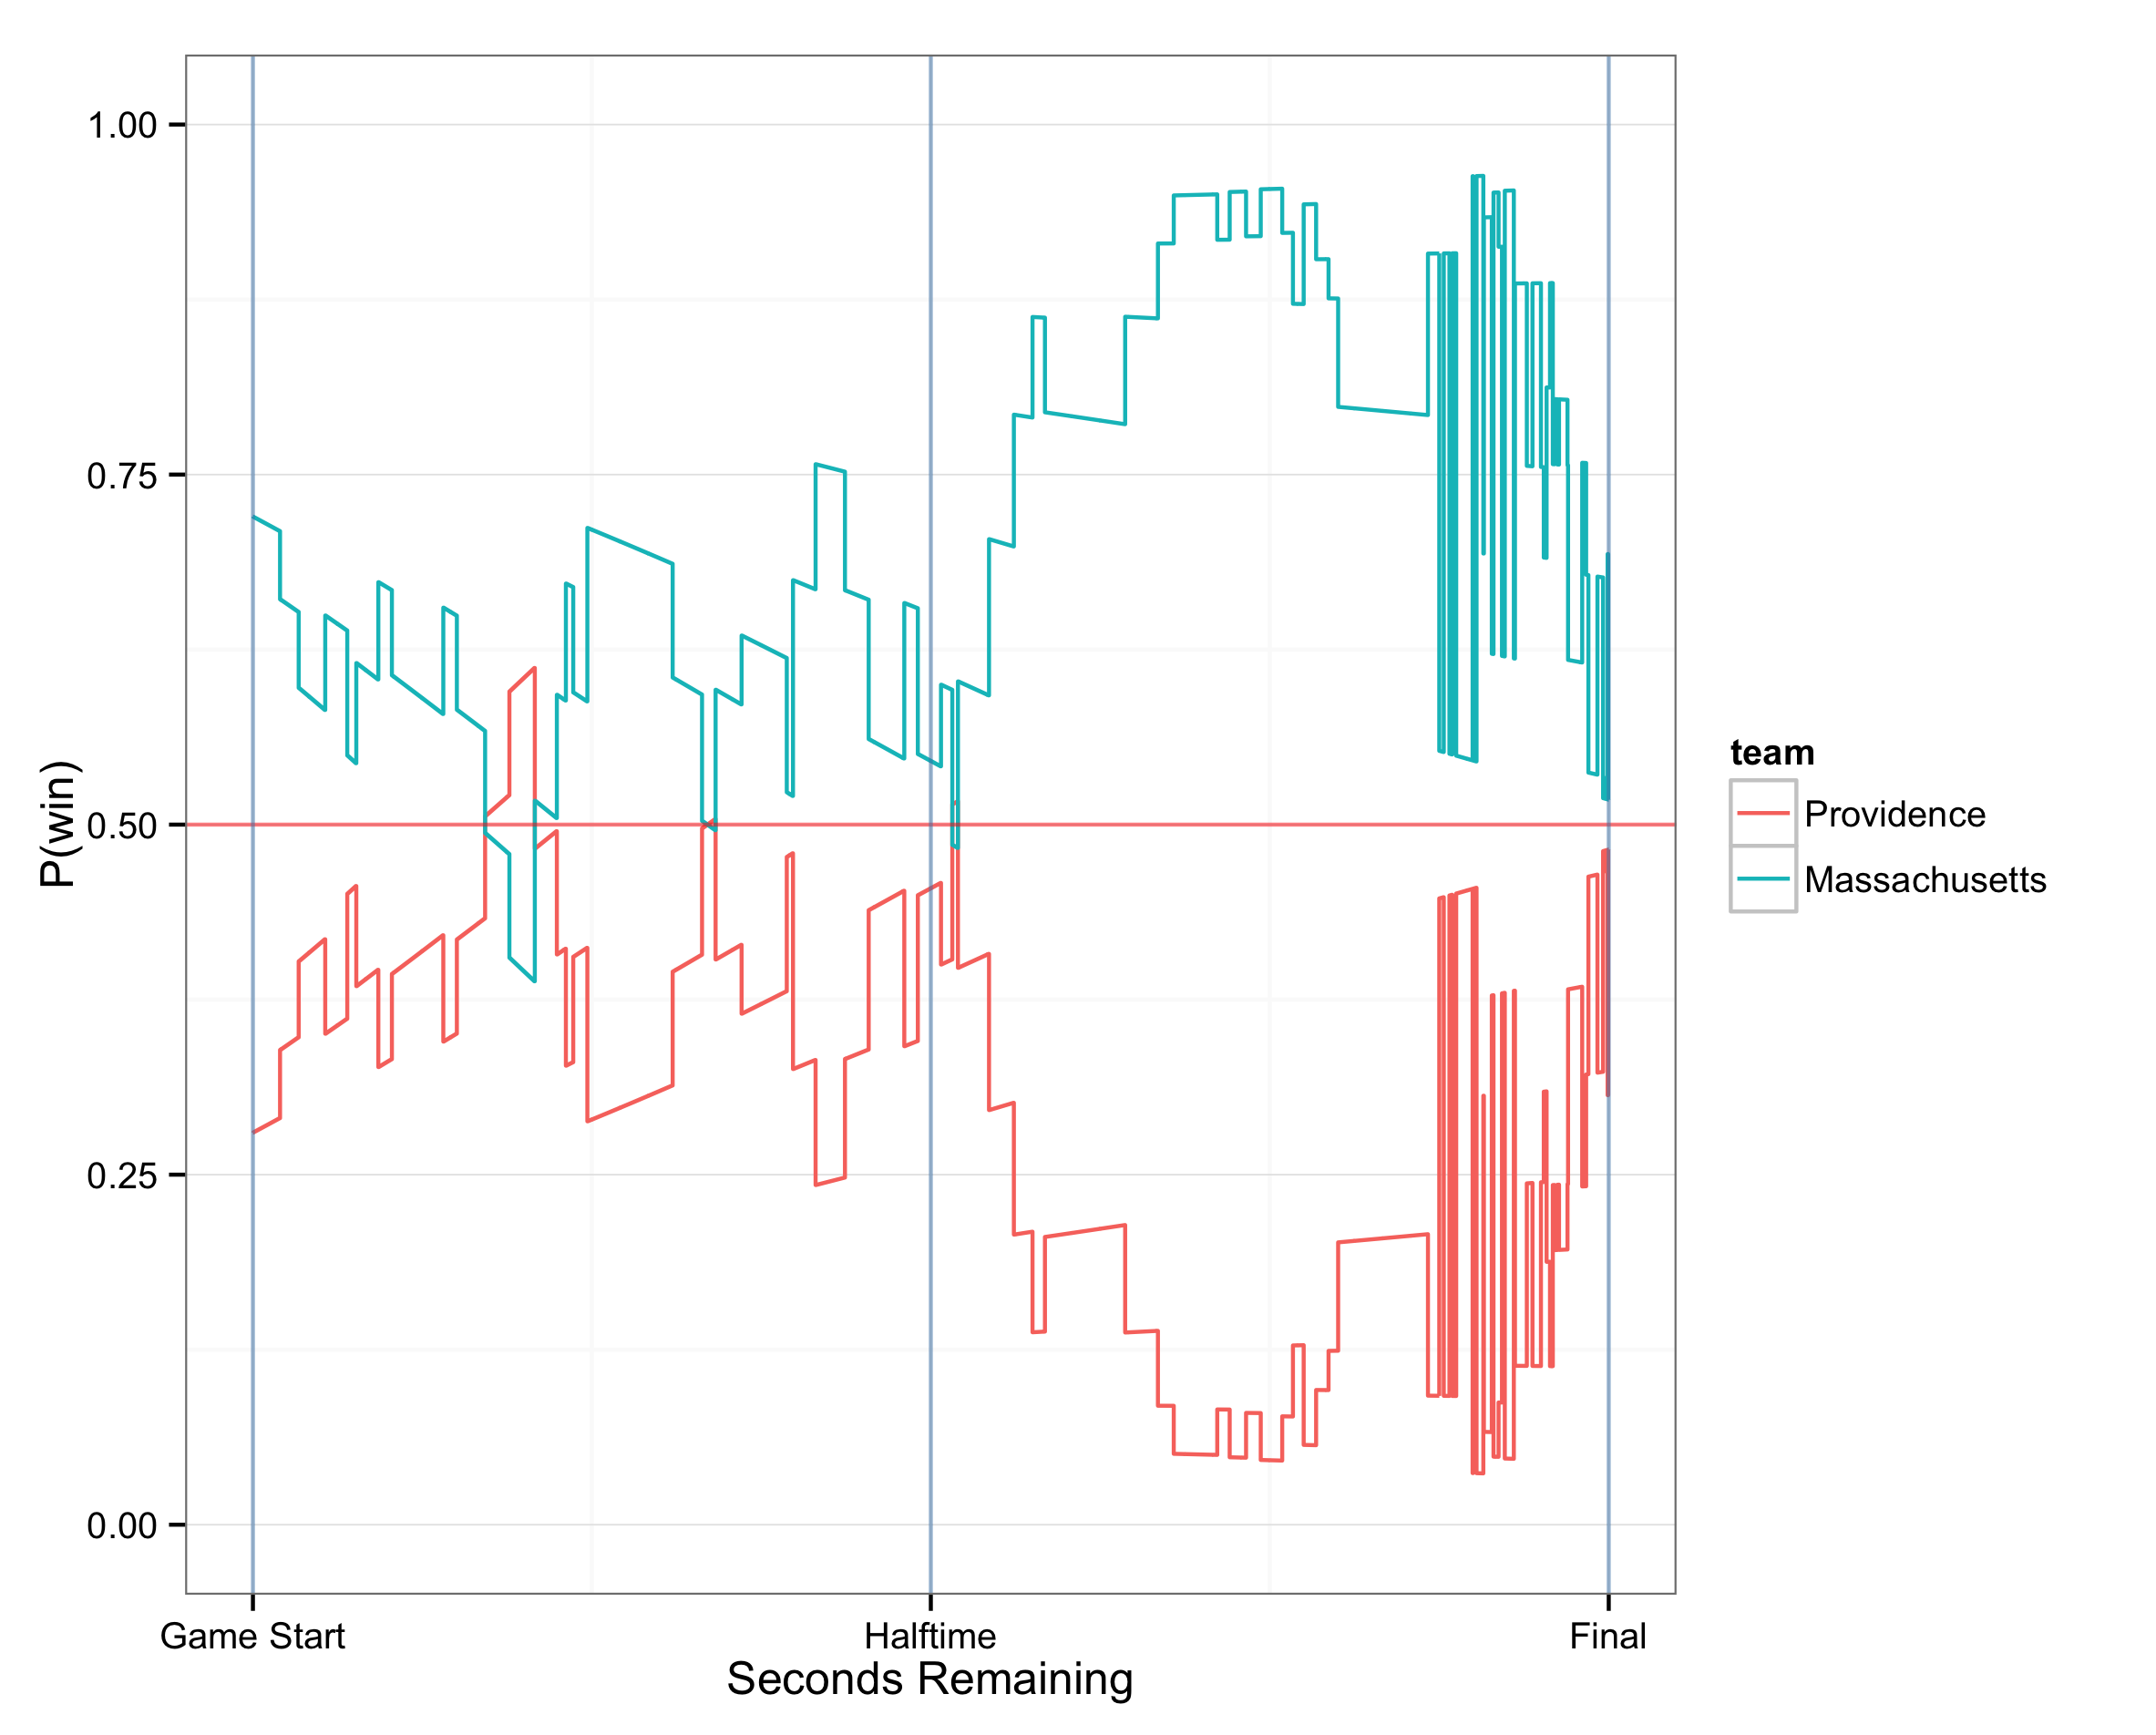 1.00
0.75
0.50
0.25
0.00
P(win)
Game Start
Halftime
Final
Seconds Remaining
team
Providence
Massachusetts